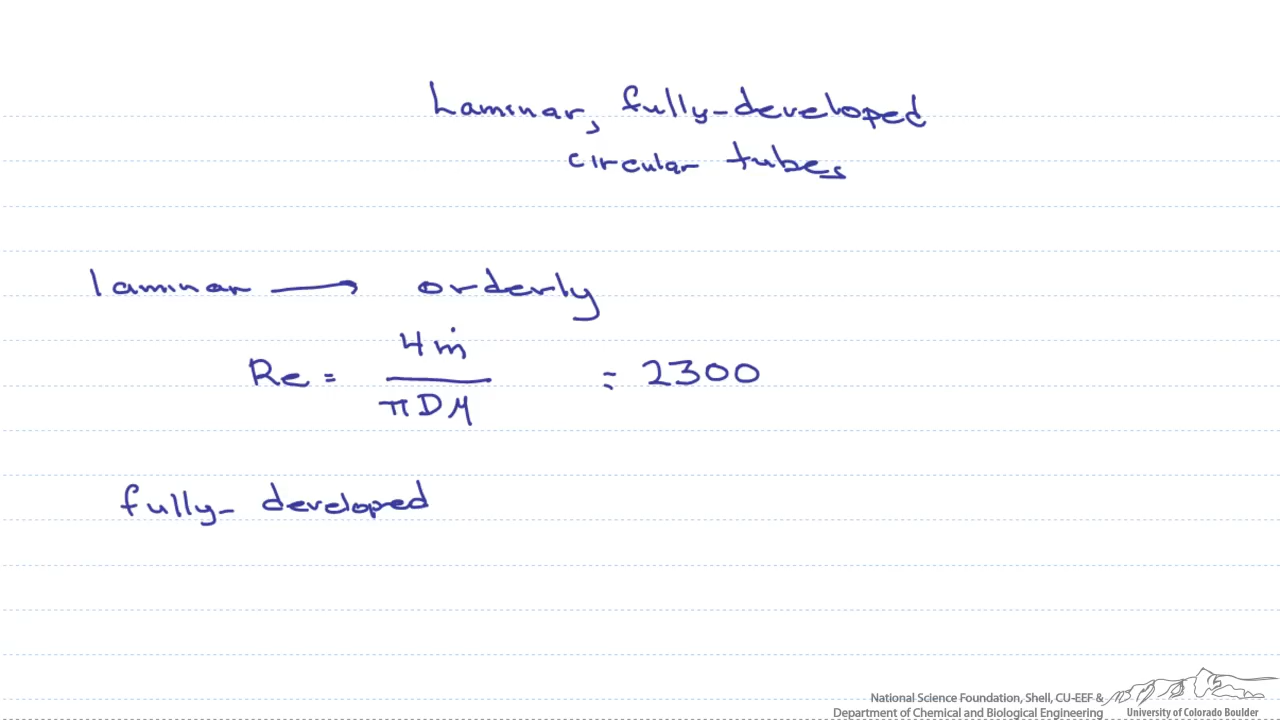 Laminar, fully-developed
circular tubes
laminar → orderly
Re = 4ṁ / πDμ = 2300
fully-developed
National Science Foundation, Shell, CU-EEF &
Department of Chemical and Biological Engineering
University of Colorado Boulder